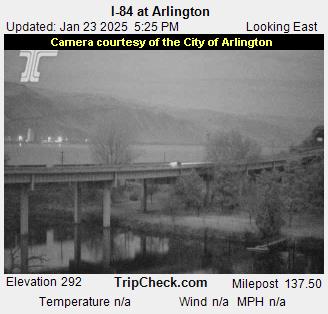 I-84 at Arlington
Updated: Jan 23 2025 5:25 PM Looking East
Camera courtesy of the City of Arlington
Elevation 292 TripCheck.com Milepost 137.50
Temperature n/a Wind n/a MPH n/a